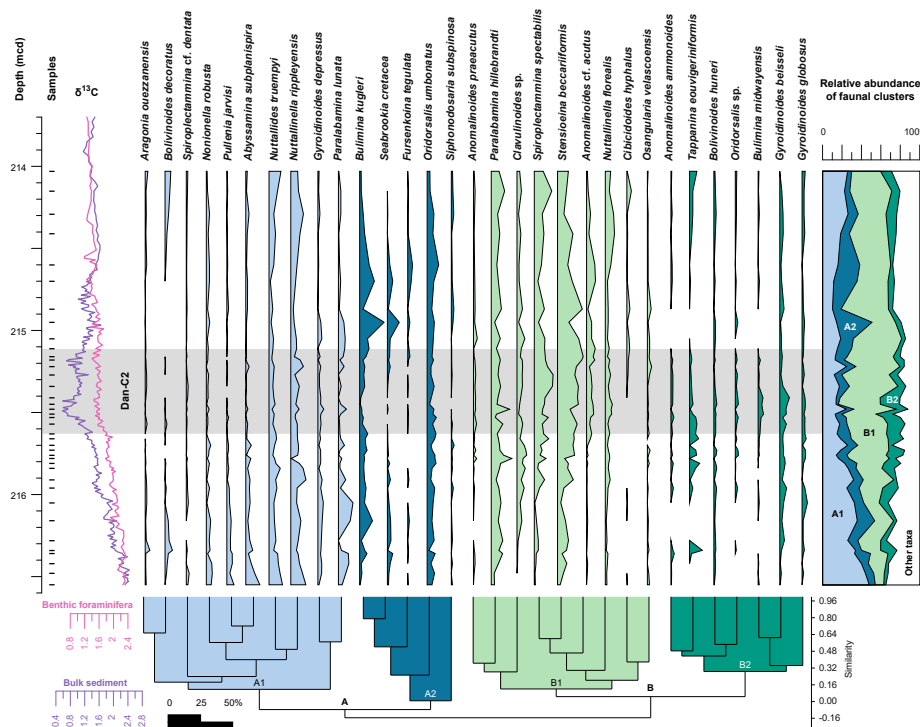 Depth (mcd)
Samples
δ13C
Aragonia ouezzanensis
Bolivinoides decoratus
Spiroplectammina cf. dentata
Nonionella robusta
Pullenia jarvisi
Abyssamina subplanispira
Nuttallides truempyi
Nuttallinella ripleyensis
Gyroidinoides depressus
Paralabamina lunata
Bulimina kugleri
Seabrookia cretacea
Fursenkoina tegulata
Oridorsalis umbonatus
Siphonodosaria subspinosa
Anomalinoides praeacutus
Paralabamina hillebrandti
Clavulinoides sp.
Spiroplectammina spectabilis
Stensioeina beccariiformis
Anomalinoides cf. acutus
Nuttallinella florealis
Cibicidoides hyphalus
Osangularia velascoensis
Anomalinoides ammonoides
Tappanina eouvigeriniformis
Bolivinoides huneri
Oridorsalis sp.
Bulimina midwayensis
Gyroidinoides beisseli
Gyroidinoides globosus
Relative abundance
of faunal clusters
0 60 100
214
215
216
Dan-C2
A2
B2
B1
A1
Other taxa
Benthic foraminifera
0.8 1.2 1.6 2 2.4
Bulk sediment
0.4 0.8 1.2 1.6 2 2.4 2.8
0 25 50%
A1
A2
A
B1
B2
B
0.96
0.80
0.64
0.48
0.32
0.16
0.00
-0.16
Similarity